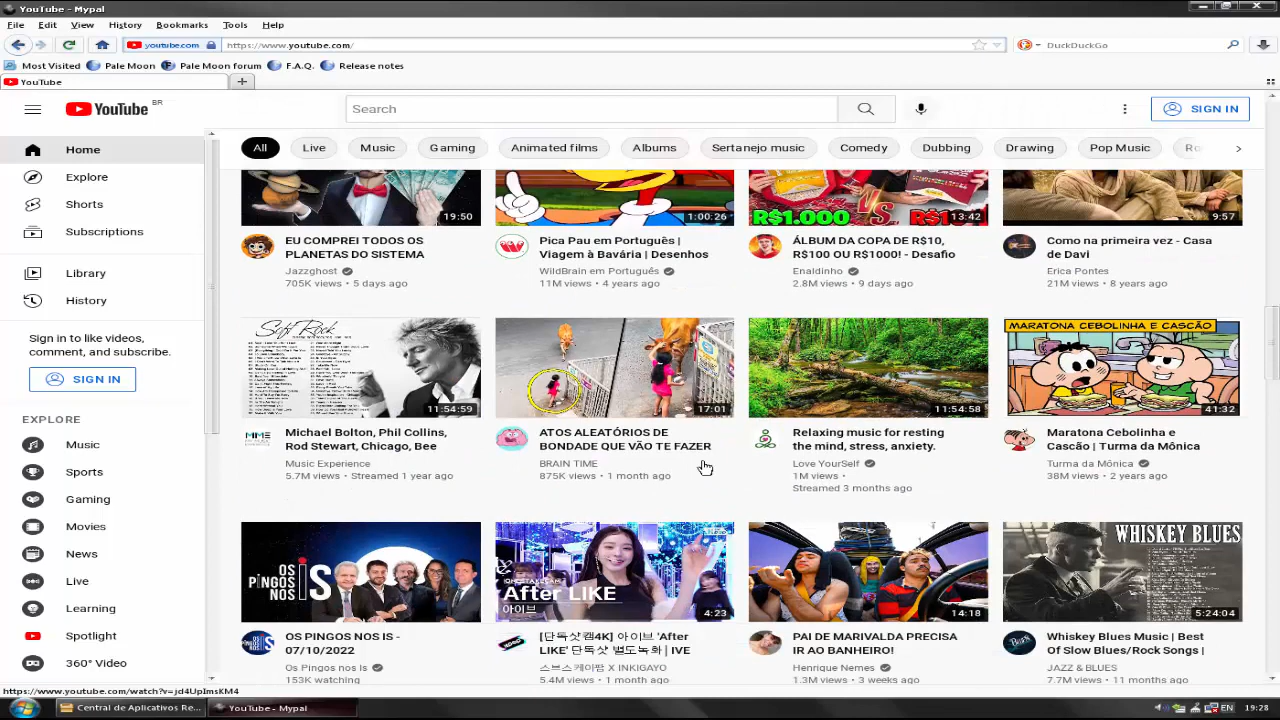 YouTube - Mypal
File Edit View History Bookmarks Tools Help
youtube.com https://www.youtube.com/ DuckDuckGo
Most Visited Pale Moon Pale Moon forum F.A.Q. Release notes
YouTube
YouTube BR Search SIGN IN
Home
Explore
Shorts
Subscriptions
Library
History
Sign in to like videos,
comment, and subscribe.
SIGN IN
EXPLORE
Music
Sports
Gaming
Movies
News
Live
Learning
Spotlight
360° Video
All Live Music Gaming Animated films Albums Sertanejo music Comedy Dubbing Drawing Pop Music
19:50
EU COMPREI TODOS OS
PLANETAS DO SISTEMA
Jazzghost
705K views • 5 days ago
1:00:26
Pica Pau em Português |
Viagem à Bavária | Desenhos
WildBrain em Português
11M views • 4 years ago
R$1.000 VS.
13:42
ÁLBUM DA COPA DE R$10,
R$100 OU R$1000! - Desafio
Enaldinho
2.8M views • 9 days ago
9:57
Como na primeira vez - Casa
de Davi
Erica Pontes
21M views • 8 years ago
Soft Rock
11:54:59
Michael Bolton, Phil Collins,
Rod Stewart, Chicago, Bee
Music Experience
5.7M views • Streamed 1 year ago
17:01
ATOS ALEATÓRIOS DE
BONDADE QUE VÃO TE FAZER
BRAIN TIME
875K views • 1 month ago
11:54:58
Relaxing music for resting
the mind, stress, anxiety.
Love YourSelf
1M views •
Streamed 3 months ago
MARATONA CEBOLINHA E CASCÃO
41:32
Maratona Cebolinha e
Cascão | Turma da Mônica
Turma da Mônica
38M views • 2 years ago
OS PINGOS NOS IS
OS PINGOS NOS IS -
07/10/2022
Os Pingos nos Is
153K watching
After LIKE
아이브
4:23
[단독샷캠4K] 아이브 'After
LIKE' 단독샷 별도녹화 | IVE
스브스케이팝 X INKIGAYO
5.4M views • 1 month ago
14:18
PAI DE MARIVALDA PRECISA
IR AO BANHEIRO!
Henrique Nemes
1.3M views • 3 weeks ago
WHISKEY BLUES
5:24:04
Whiskey Blues Music | Best
Of Slow Blues/Rock Songs |
JAZZ & BLUES
7.7M views • 11 months ago
https://www.youtube.com/watch?v=jd4UpImsKM4
Central de Aplicativos Re... YouTube - Mypal EN 19:28